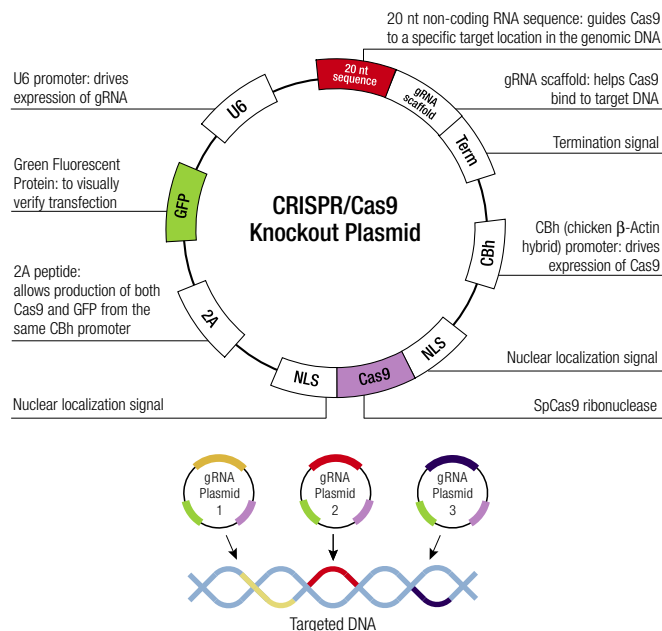 20 nt non-coding RNA sequence: guides Cas9
to a specific target location in the genomic DNA
U6 promoter: drives
expression of gRNA
gRNA scaffold: helps Cas9
bind to target DNA
Termination signal
Green Fluorescent
Protein: to visually
verify transfection
CBh (chicken β-Actin
hybrid) promoter: drives
expression of Cas9
2A peptide:
allows production of both
Cas9 and GFP from the
same CBh promoter
Nuclear localization signal
Nuclear localization signal
SpCas9 ribonuclease
20 nt
sequence
gRNA
scaffold
Term
CBh
NLS
Cas9
NLS
2A
GFP
U6
CRISPR/Cas9
Knockout Plasmid
gRNA
Plasmid
1
gRNA
Plasmid
2
gRNA
Plasmid
3
Targeted DNA